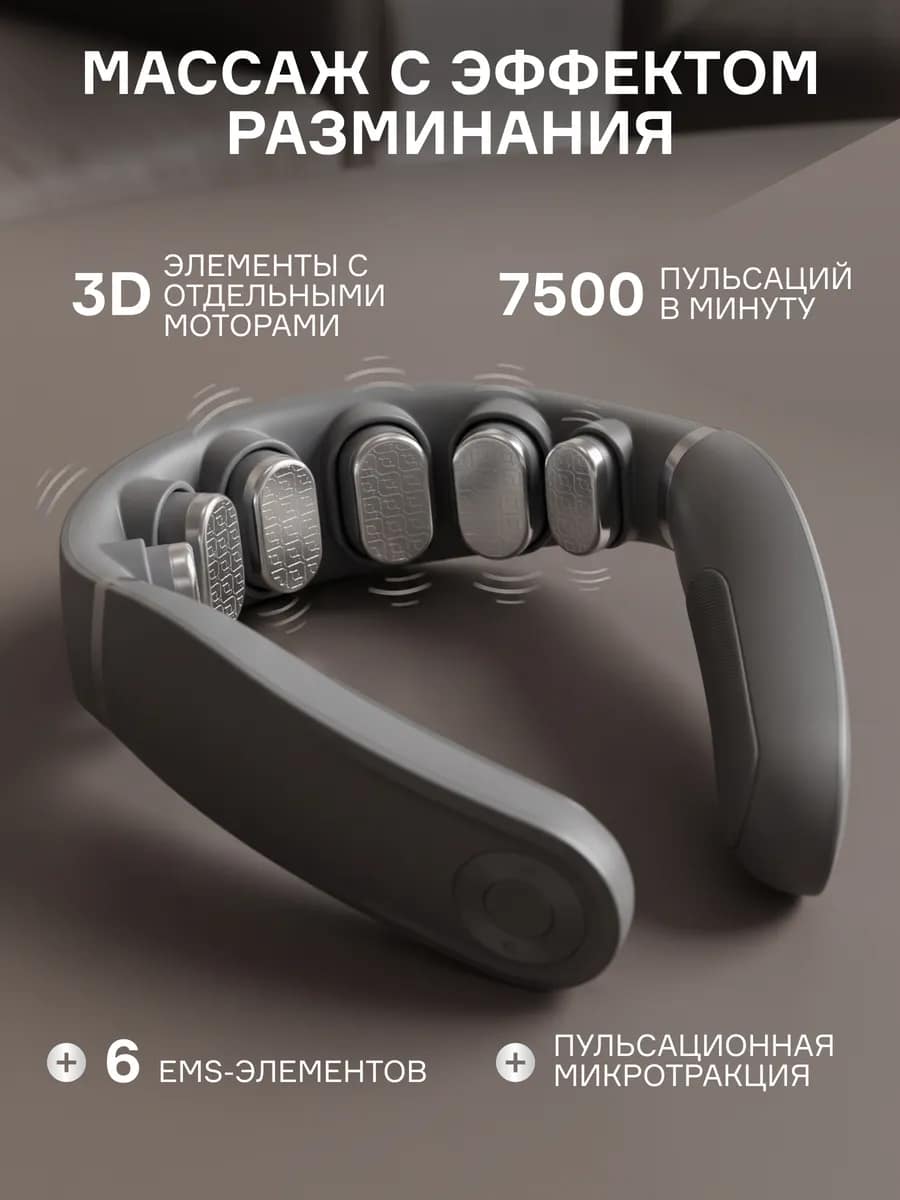 МАССАЖ С ЭФФЕКТОМ
РАЗМИНАНИЯ
3D ЭЛЕМЕНТЫ С
ОТДЕЛЬНЫМИ
МОТОРАМИ
7500 ПУЛЬСАЦИЙ
В МИНУТУ
+ 6 EMS-ЭЛЕМЕНТОВ
+ ПУЛЬСАЦИОННАЯ
МИКРОТРАКЦИЯ